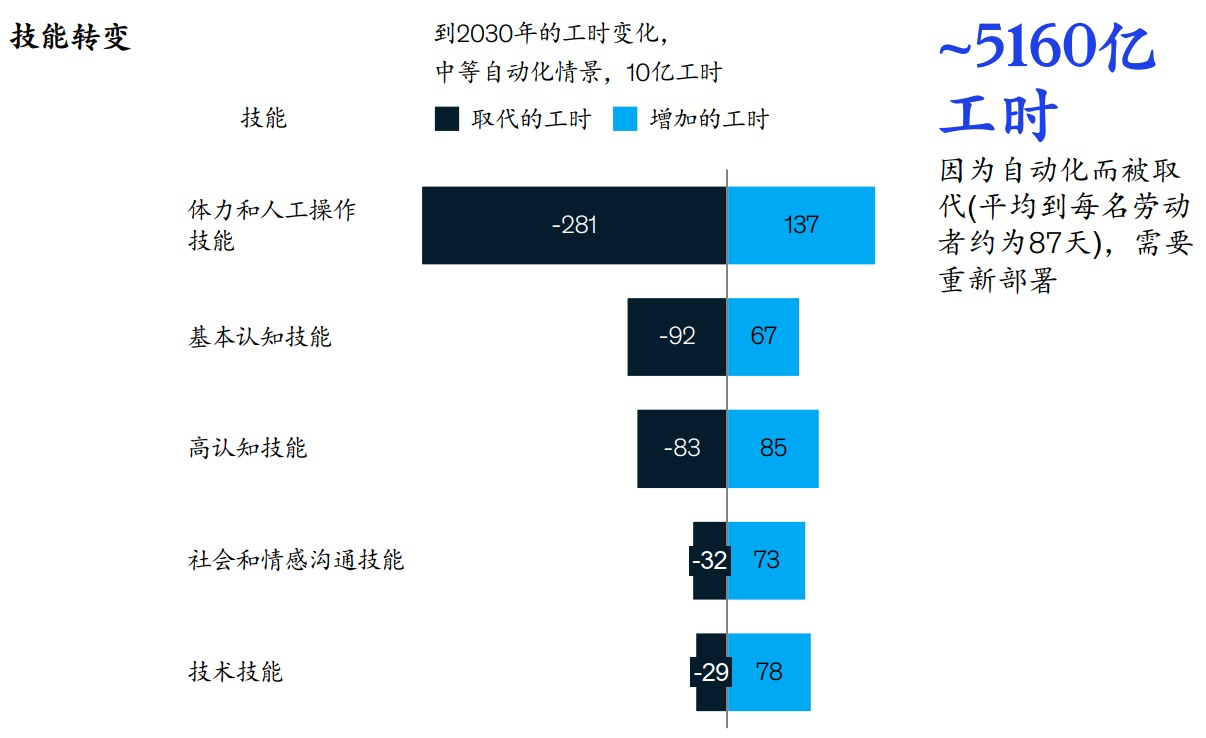 技能转变
到2030年的工时变化，
中等自动化情景，10亿工时
技能
取代的工时
增加的工时
体力和人工操作
技能
-281
137
基本认知技能
-92
67
高认知技能
-83
85
社会和情感沟通技能
-32
73
技术技能
-29
78
~5160亿
工时
因为自动化而被取
代(平均到每名劳动
者约为87天)，需要
重新部署